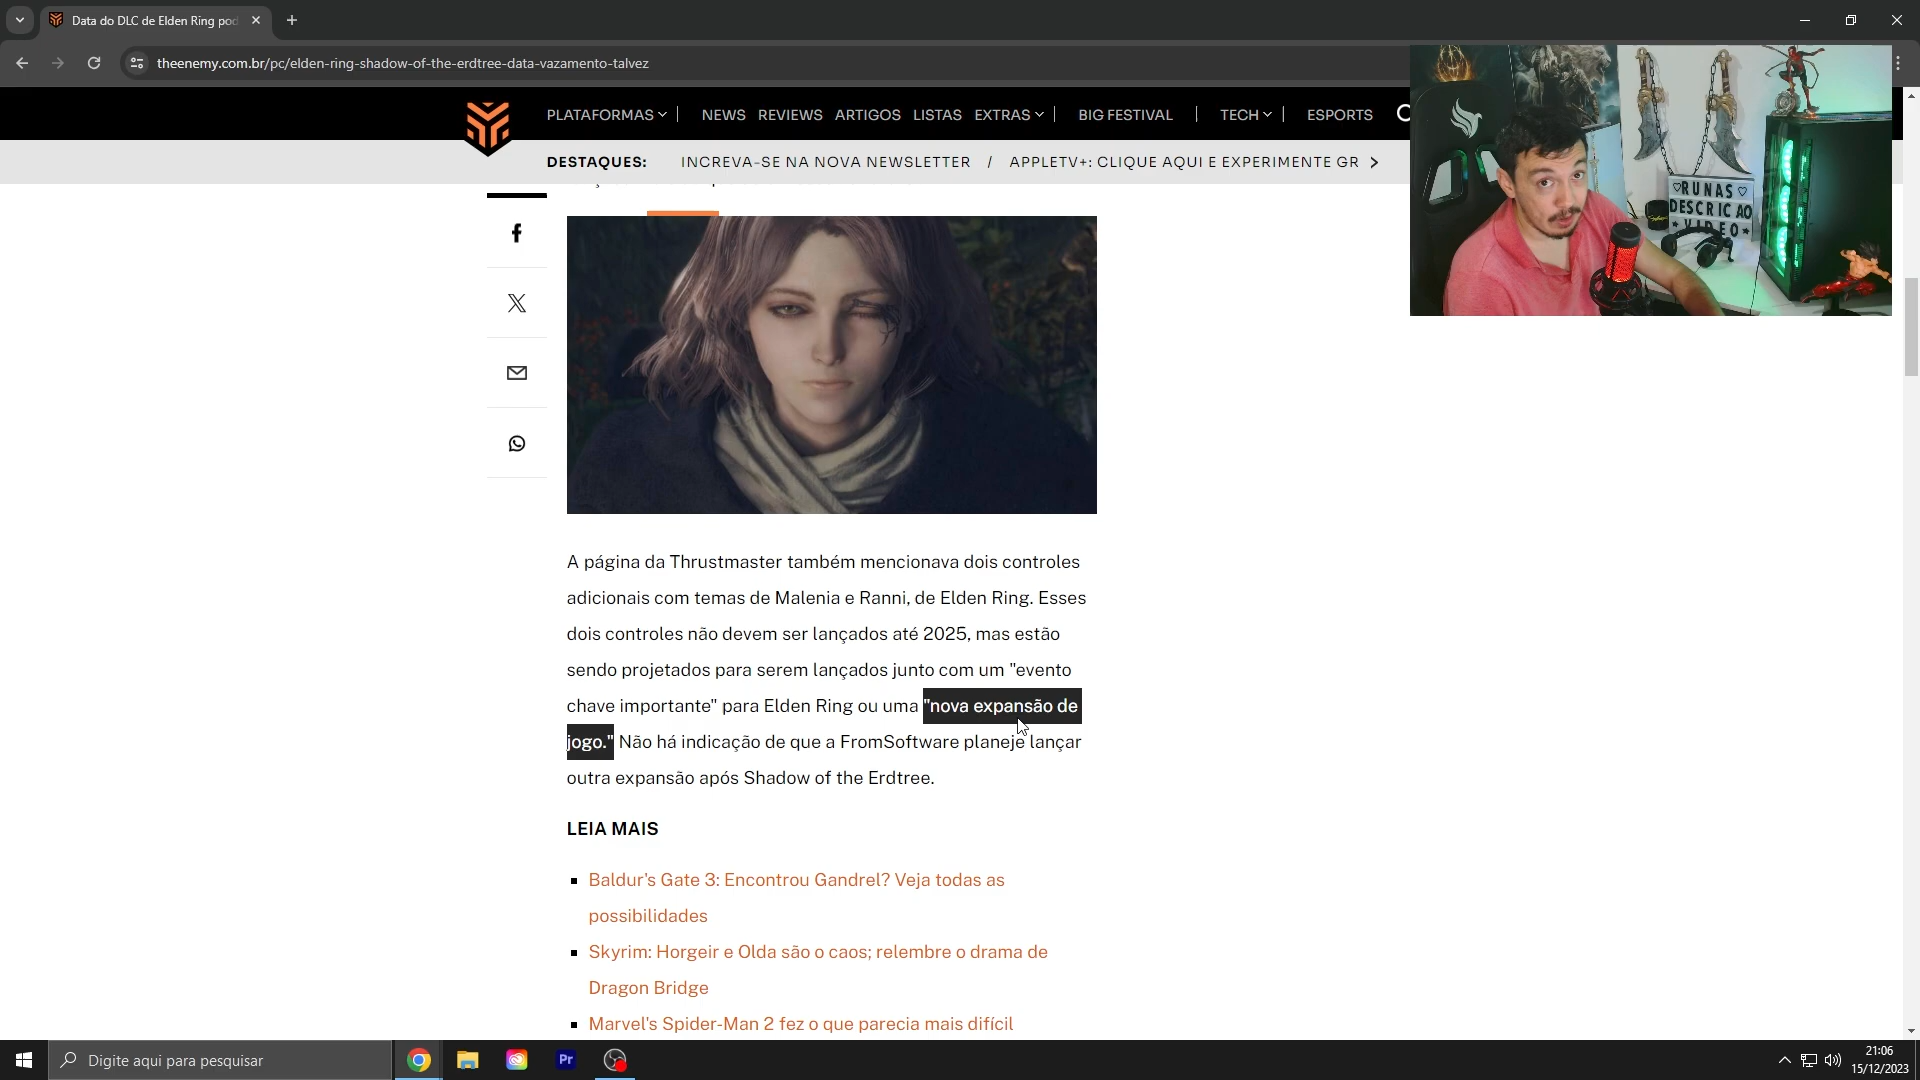 Data do DLC de Elden Ring pod
theenemy.com.br/pc/elden-ring-shadow-of-the-erdtree-data-vazamento-talvez
PLATAFORMAS
NEWS
REVIEWS
ARTIGOS
LISTAS
EXTRAS
BIG FESTIVAL
TECH
ESPORTS
DESTAQUES:
INCREVA-SE NA NOVA NEWSLETTER / APPLETV+: CLIQUE AQUI E EXPERIMENTE GR
RUNAS
DESCRIC AO
VIDEO
A página da Thrustmaster também mencionava dois controles
adicionais com temas de Malenia e Ranni, de Elden Ring. Esses
dois controles não devem ser lançados até 2025, mas estão
sendo projetados para serem lançados junto com um "evento
chave importante" para Elden Ring ou uma "nova expansão de
jogo." Não há indicação de que a FromSoftware planeje lançar
outra expansão após Shadow of the Erdtree.
LEIA MAIS
Baldur's Gate 3: Encontrou Gandrel? Veja todas as
possibilidades
Skyrim: Horgeir e Olda são o caos; relembre o drama de
Dragon Bridge
Marvel's Spider-Man 2 fez o que parecia mais difícil
Digite aqui para pesquisar
Pr
21:06
15/12/2023